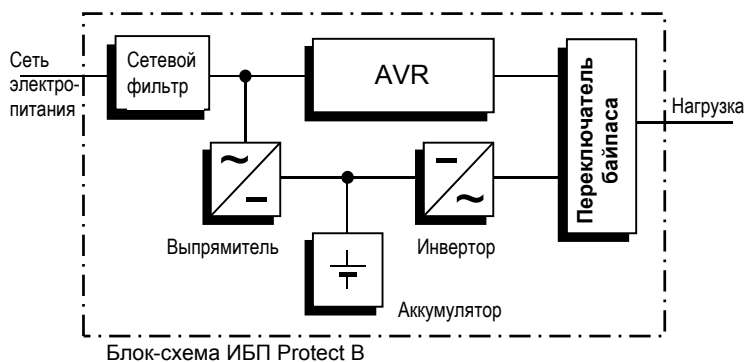 Сеть
электро-
питания
Сетевой
фильтр
AVR
Переключатель
байпаса
Нагрузка
Выпрямитель
Инвертор
Аккумулятор
Блок-схема ИБП Protect B